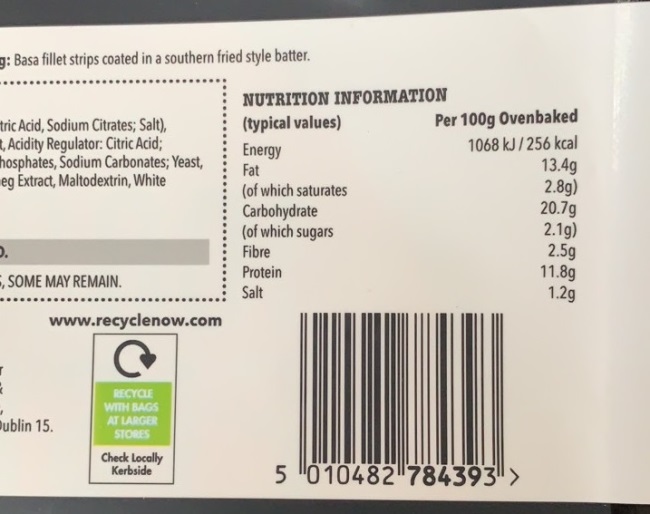 g: Basa fillet strips coated in a southern fried style batter.
tric Acid, Sodium Citrates; Salt),
t, Acidity Regulator: Citric Acid;
hosphates, Sodium Carbonates; Yeast,
eg Extract, Maltodextrin, White
D.
S, SOME MAY REMAIN.
www.recyclenow.com
RECYCLE
WITH BAGS
AT LARGER
STORES
Check Locally
Kerbside
&
,
Dublin 15.
NUTRITION INFORMATION
(typical values) Per 100g Ovenbaked
Energy 1068 kJ / 256 kcal
Fat 13.4g
(of which saturates 2.8g)
Carbohydrate 20.7g
(of which sugars 2.1g)
Fibre 2.5g
Protein 11.8g
Salt 1.2g
5 010482 784393 >